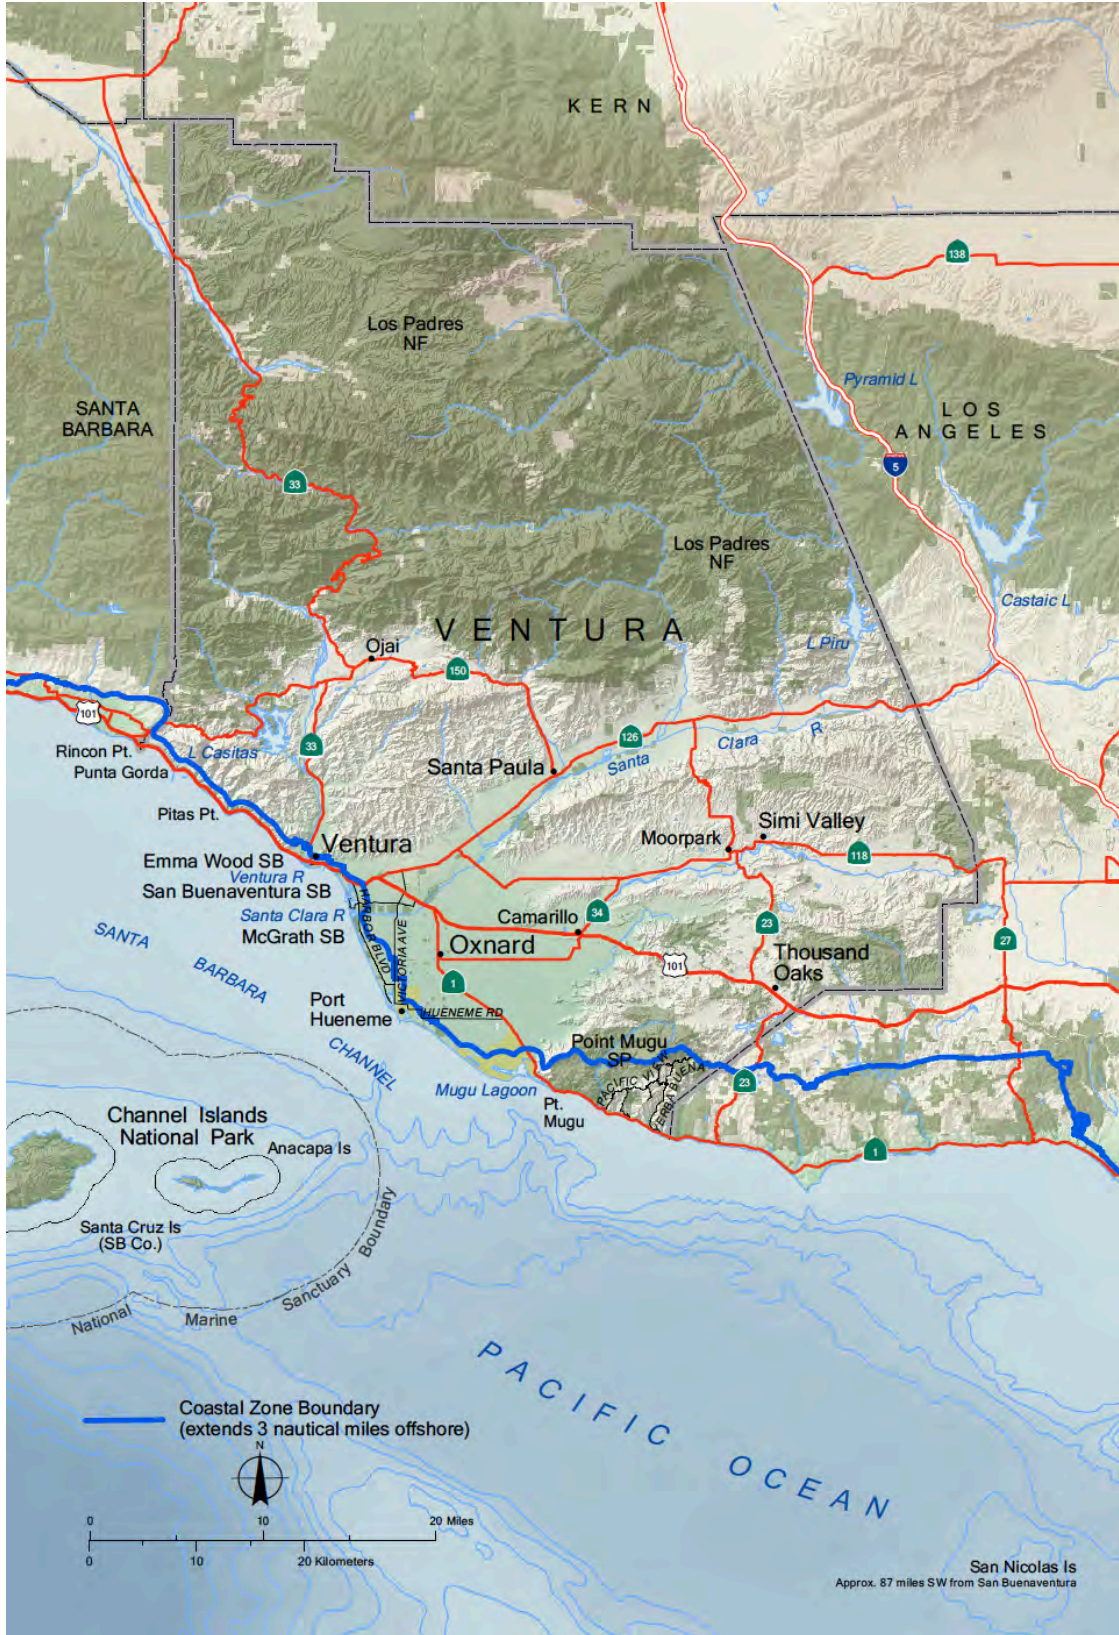 KERN
138
Los Padres
NF
Pyramid L
SANTA
BARBARA
LOS
ANGELES
5
33
Los Padres
NF
Castaic L
VENTURA
L Piru
Ojai
150
101
33
126
Santa Clara R
Rincon Pt.
L Casitas
Punta Gorda
Santa Paula
Pitas Pt.
Simi Valley
Moorpark
Ventura
118
Emma Wood SB
Ventura R
San Buenaventura SB
Santa Clara R
McGrath SB
HARBOR BLVD
VICTORIA AVE
Camarillo
34
23
27
Oxnard
101
Thousand
Oaks
SANTA BARBARA CHANNEL
1
Port
Hueneme
HUENEME RD
Point Mugu
SP
PACIFIC VIEW
YERBA BUENA
23
Mugu Lagoon
Pt.
Mugu
Channel Islands
National Park
Anacapa Is
1
Santa Cruz Is
(SB Co.)
National Marine Sanctuary Boundary
PACIFIC OCEAN
Coastal Zone Boundary
(extends 3 nautical miles offshore)
N
0 10 20 Miles
0 10 20 Kilometers
San Nicolas Is
Approx. 87 miles SW from San Buenaventura